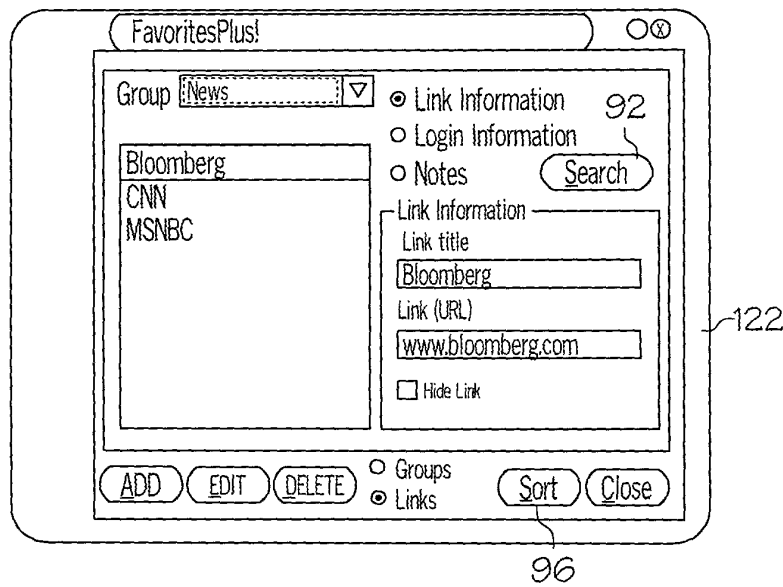 FavoritesPlus!
Group News
Link Information
92
Login Information
Notes
Search
Bloomberg
CNN
MSNBC
Link Information
Link title
Bloomberg
Link (URL)
www.bloomberg.com
Hide Link
122
ADD EDIT DELETE
Groups
Links
Sort Close
96